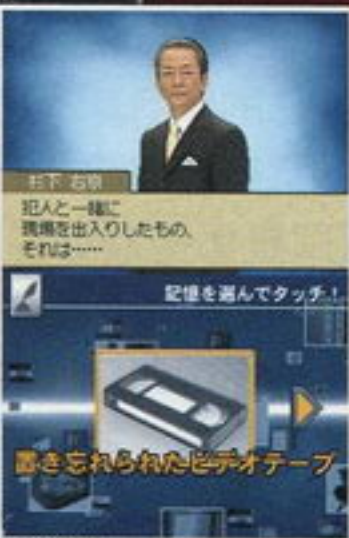 杉下 右京
犯人と一緒に
現場を出入りしたもの、
それは……
記憶を選んでタッチ！
置き忘れられたビデオテープ